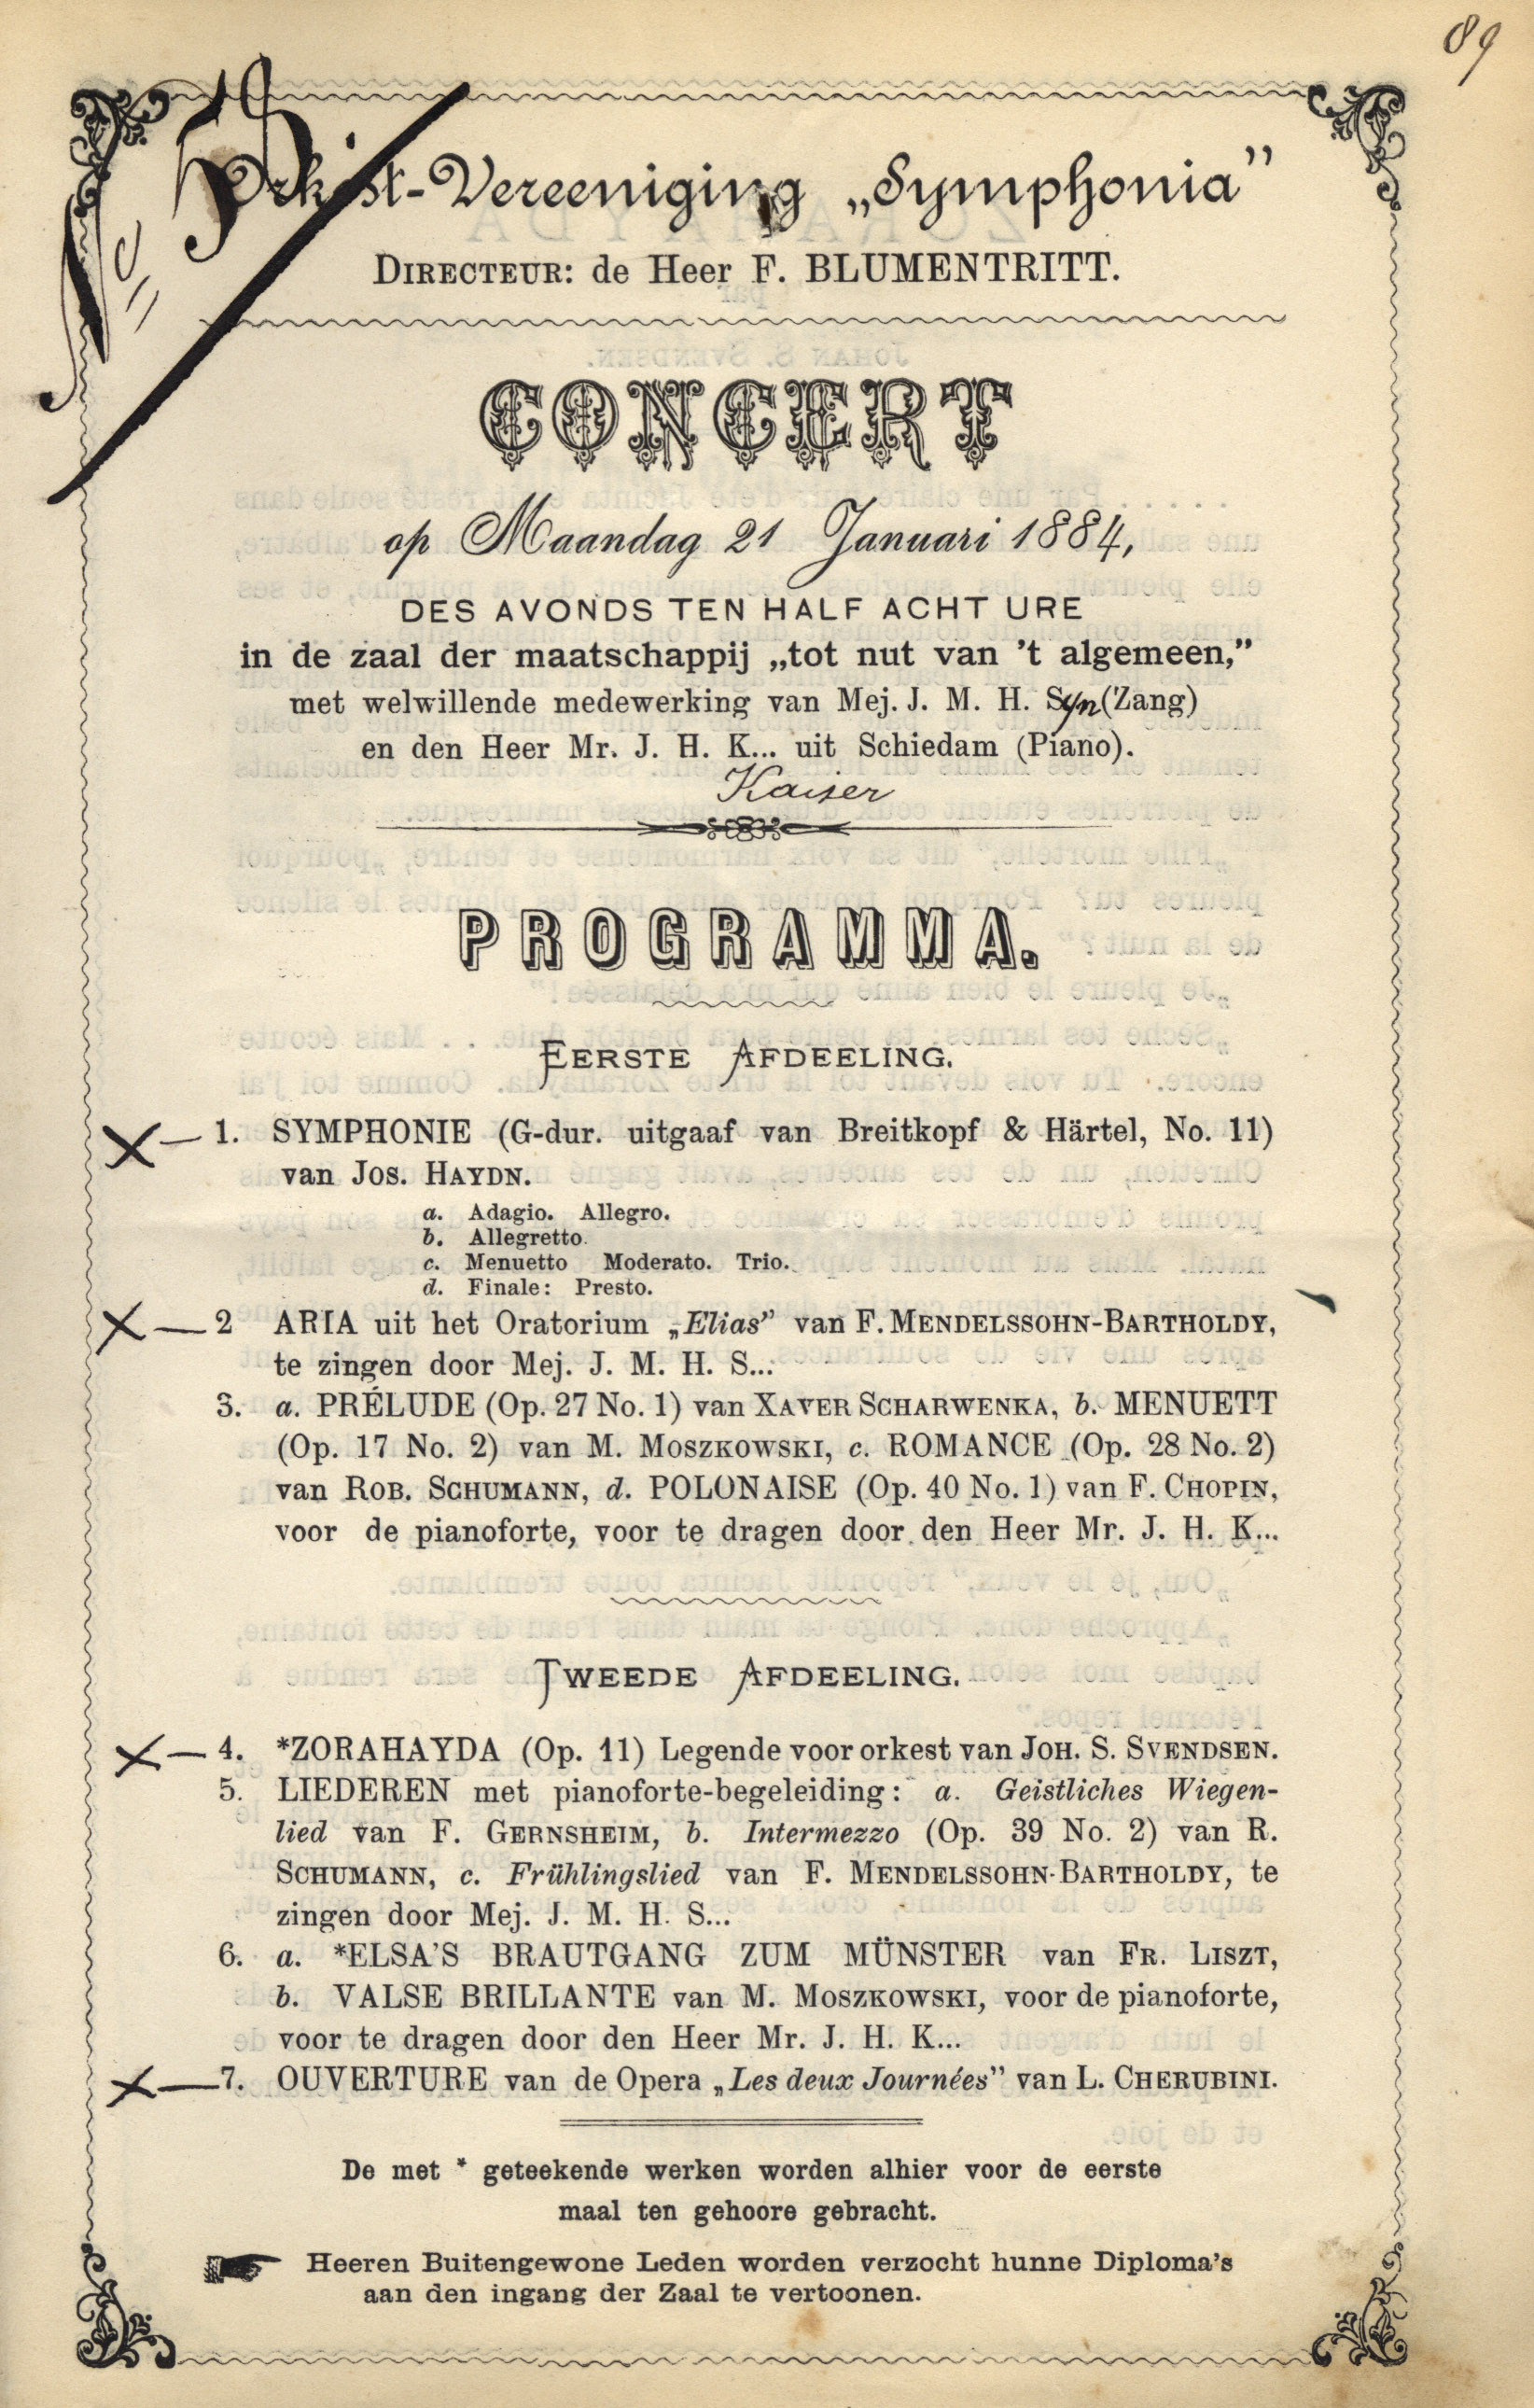 89
Orkest-Vereeniging „Symphonia”
DIRECTEUR: de Heer F. BLUMENTRITT.
CONCERT
op Maandag 21 Januari 1884,
DES AVONDS TEN HALF ACHT URE
in de zaal der maatschappij „tot nut van 't algemeen,”
met welwillende medewerking van Mej. J. M. H. Syn (Zang)
en den Heer Mr. J. H. K... uit Schiedam (Piano).
Kaiser
PROGRAMMA.
EERSTE AFDEELING.
1. SYMPHONIE (G-dur. uitgaaf van Breitkopf & Härtel, No. 11)
van JOS. HAYDN.
a. Adagio. Allegro.
b. Allegretto.
c. Menuetto Moderato. Trio.
d. Finale: Presto.
2 ARIA uit het Oratorium „Elias” van F. MENDELSSOHN-BARTHOLDY,
te zingen door Mej. J. M. H. S...
3. a. PRÉLUDE (Op. 27 No. 1) van XAVER SCHARWENKA, b. MENUETT
(Op. 17 No. 2) van M. MOSZKOWSKI, c. ROMANCE (Op. 28 No. 2)
van ROB. SCHUMANN, d. POLONAISE (Op. 40 No. 1) van F. CHOPIN,
voor de pianoforte, voor te dragen door den Heer Mr. J. H. K...
TWEEDE AFDEELING.
4. *ZORAHAYDA (Op. 11) Legende voor orkest van JOH. S. SVENDSEN.
5. LIEDEREN met pianoforte-begeleiding: a. Geistliches Wiegen-
lied van F. GERNSHEIM, b. Intermezzo (Op. 39 No. 2) van R.
SCHUMANN, c. Frühlingslied van F. MENDELSSOHN-BARTHOLDY, te
zingen door Mej. J. M. H. S...
6. a. *ELSA'S BRAUTGANG ZUM MÜNSTER van FR. LISZT,
b. VALSE BRILLANTE van M. MOSZKOWSKI, voor de pianoforte,
voor te dragen door den Heer Mr. J. H. K...
7. OUVERTURE van de Opera „Les deux Journées” van L. CHERUBINI.
De met * geteekende werken worden alhier voor de eerste
maal ten gehoore gebracht.
Heeren Buitengewone Leden worden verzocht hunne Diploma's
aan den ingang der Zaal te vertoonen.